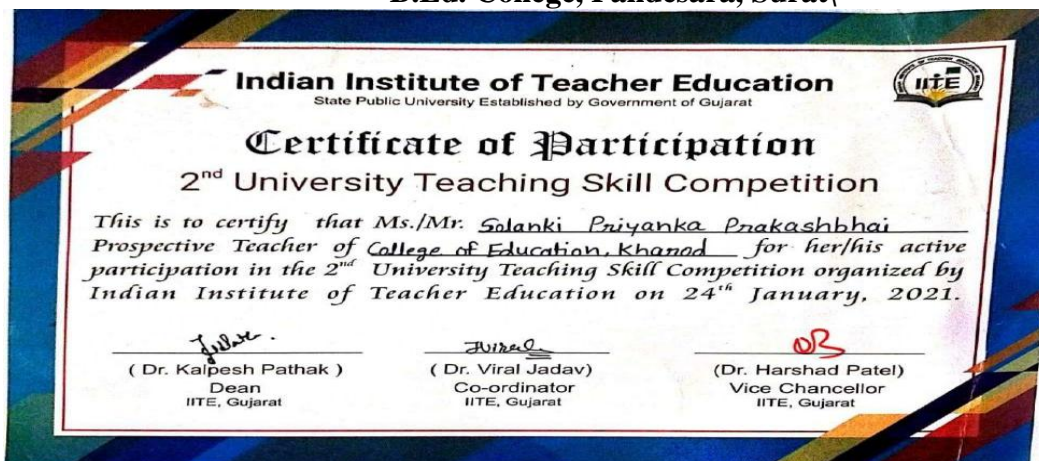 B.Ed. College, Pandesara, Surat\
Indian Institute of Teacher Education
State Public University Established by Government of Gujarat
IITE
Certificate of Participation
2nd University Teaching Skill Competition
This is to certify that Ms./Mr. Solanki Priyanka Prakashbhai
Prospective Teacher of College of Education, Khanod for her/his active
participation in the 2nd University Teaching Skill Competition organized by
Indian Institute of Teacher Education on 24th January, 2021.
( Dr. Kalpesh Pathak )
Dean
IITE, Gujarat
( Dr. Viral Jadav)
Co-ordinator
IITE, Gujarat
(Dr. Harshad Patel)
Vice Chancellor
IITE, Gujarat